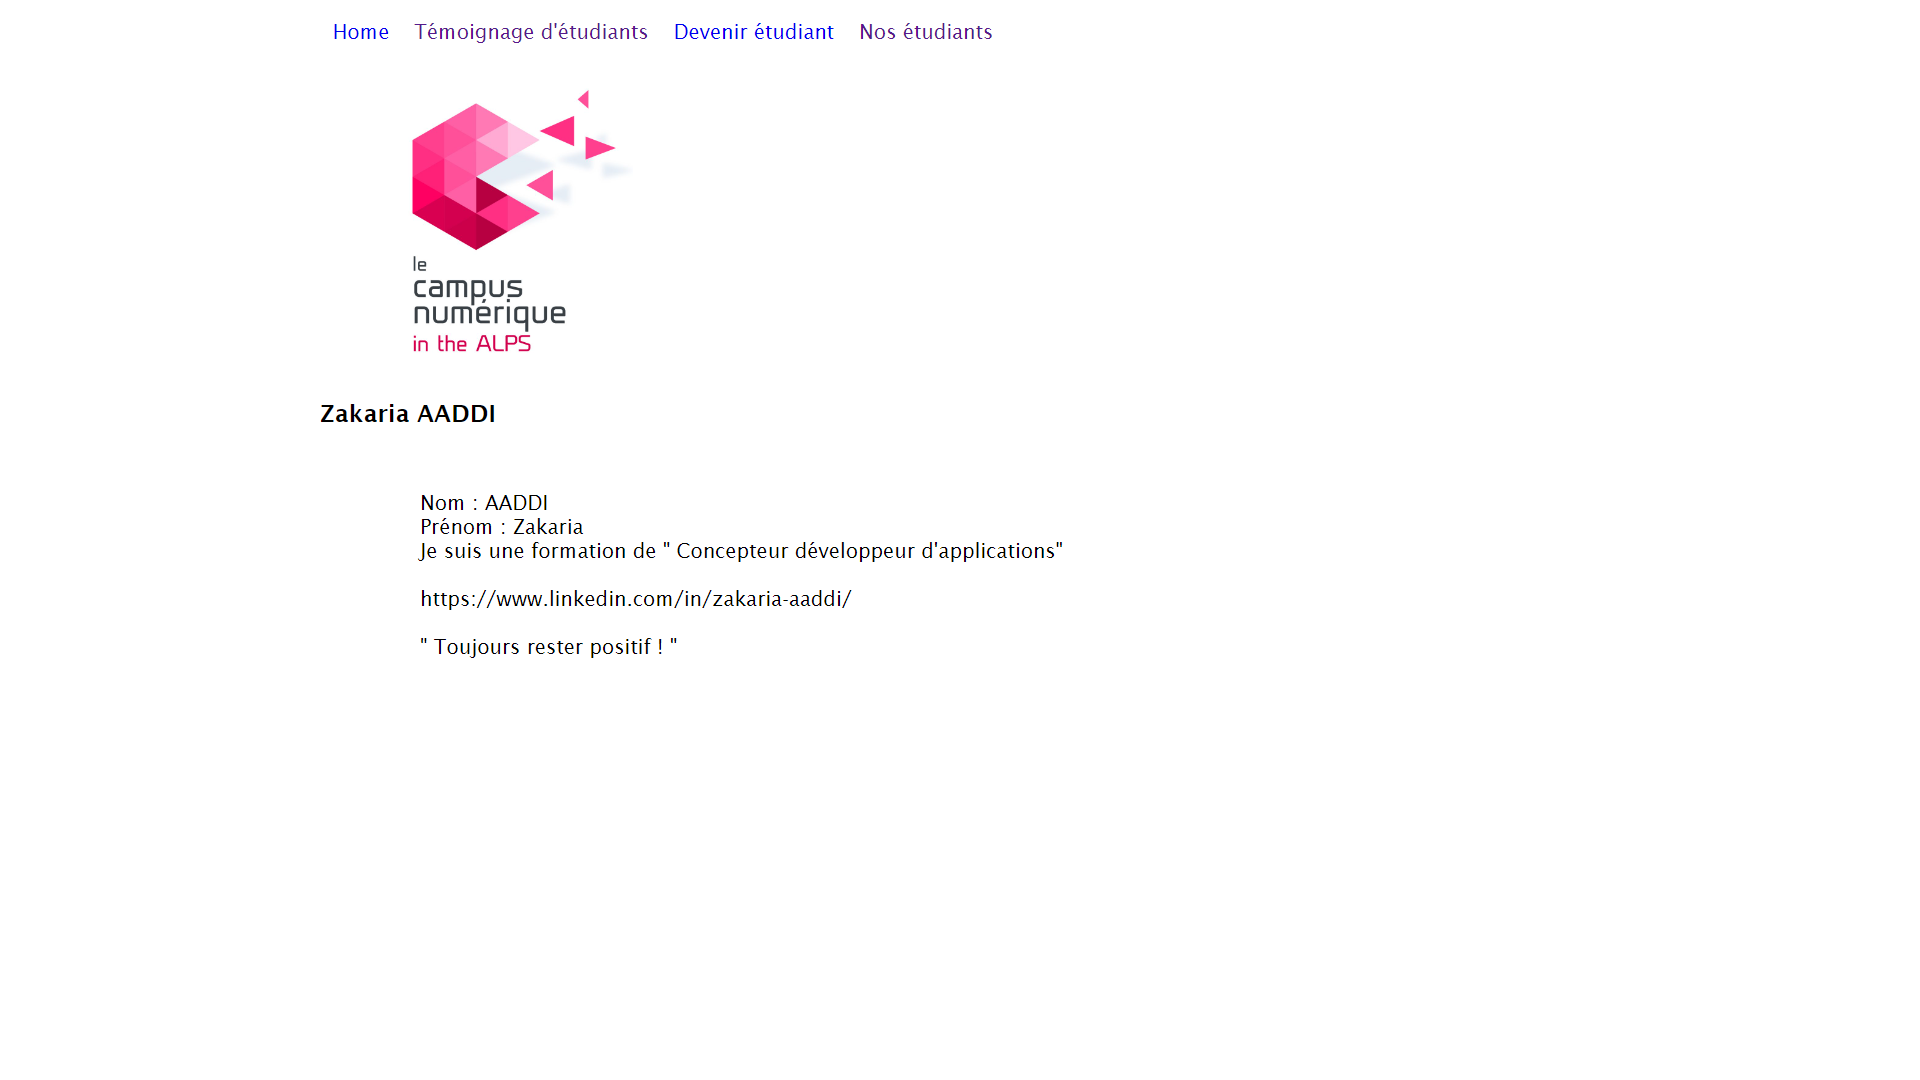 Home Témoignage d'étudiants Devenir étudiant Nos étudiants
le
campus
numérique
in the ALPS
Zakaria AADDI
Nom : AADDI
Prénom : Zakaria
Je suis une formation de " Concepteur développeur d'applications"
https://www.linkedin.com/in/zakaria-aaddi/
" Toujours rester positif ! "